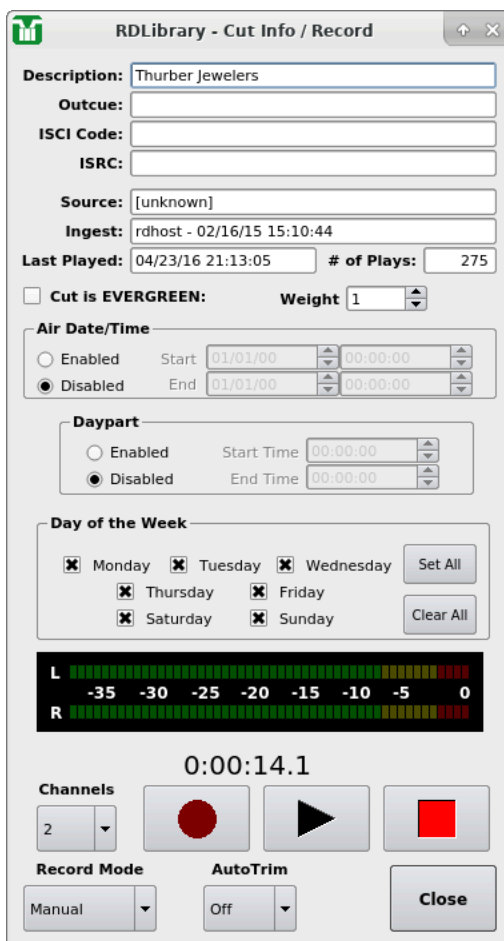 RDLibrary - Cut Info / Record
Description: Thurber Jewelers
Outcue:
ISCI Code:
ISRC:
Source: [unknown]
Ingest: rdhost - 02/16/15 15:10:44
Last Played: 04/23/16 21:13:05 # of Plays: 275
Cut is EVERGREEN: Weight 1
Air Date/Time
Enabled Start 01/01/00 00:00:00
Disabled End 01/01/00 00:00:00
Daypart
Enabled Start Time 00:00:00
Disabled End Time 00:00:00
Day of the Week
Monday Tuesday Wednesday Set All
Thursday Friday
Saturday Sunday Clear All
L
-35 -30 -25 -20 -15 -10 -5 0
R
0:00:14.1
Channels
2
Record Mode AutoTrim
Manual Off Close